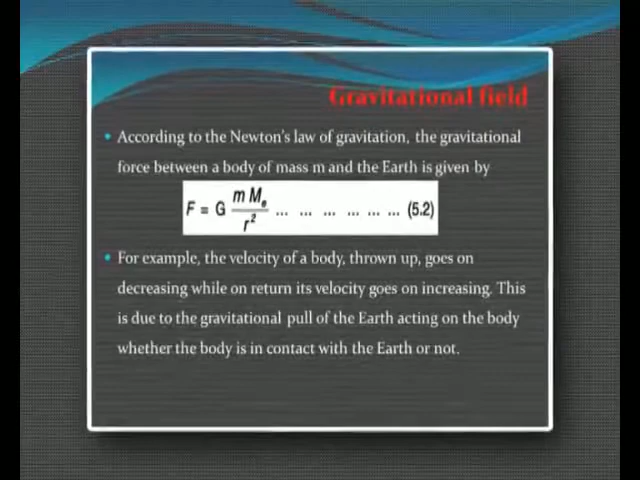 Gravitational field
• According to the Newton's law of gravitation, the gravitational
force between a body of mass m and the Earth is given by
F = G m Mₑ / r² ... ... ... ... ... ... (5.2)
• For example, the velocity of a body, thrown up, goes on
decreasing while on return its velocity goes on increasing. This
is due to the gravitational pull of the Earth acting on the body
whether the body is in contact with the Earth or not.